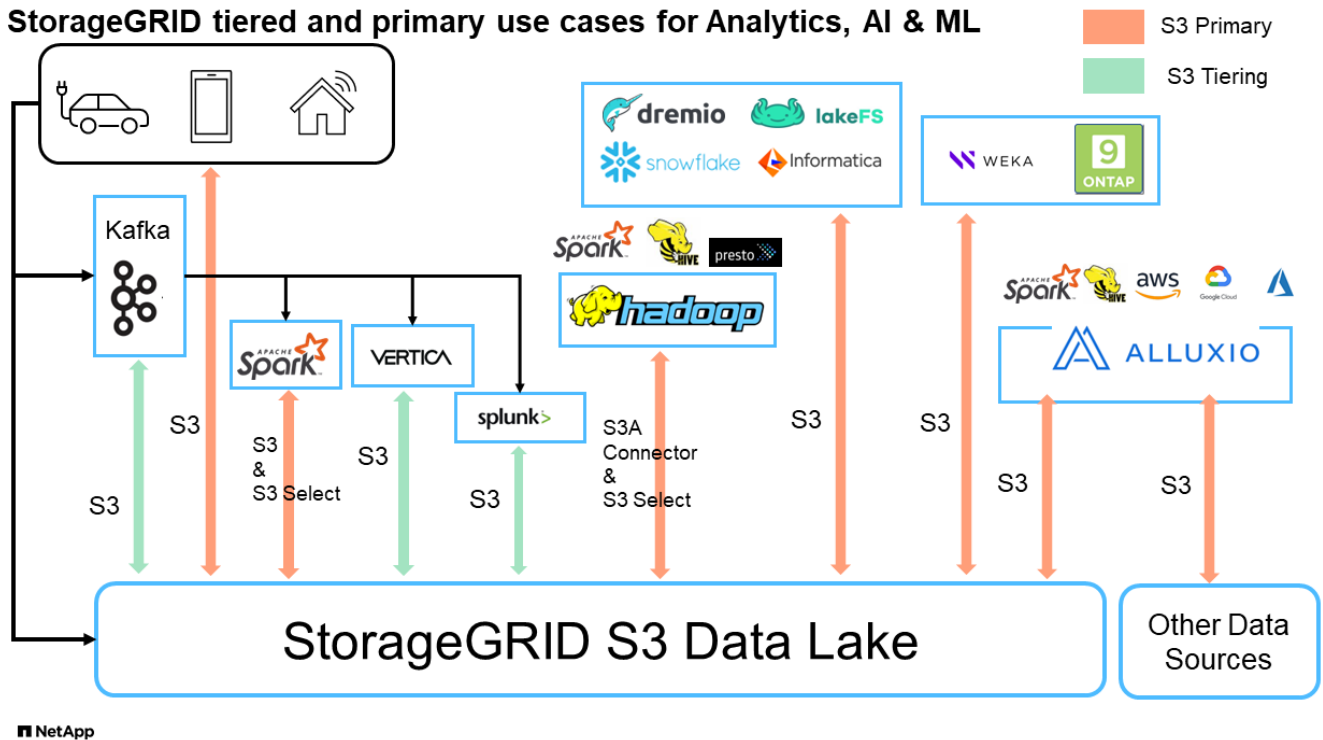 StorageGRID tiered and primary use cases for Analytics, AI & ML
S3 Primary
S3 Tiering
dremio
lakeFS
snowflake
Informatica
WEKA
9
ONTAP
Kafka
APACHE
Spark
HIVE
presto
hadoop
APACHE
Spark
HIVE
aws
Google Cloud
ALLUXIO
APACHE
Spark
VERTICA
splunk>
S3
S3
S3
&
S3 Select
S3
S3
S3A
Connector
&
S3 Select
S3
S3
S3
S3
StorageGRID S3 Data Lake
Other Data
Sources
NetApp